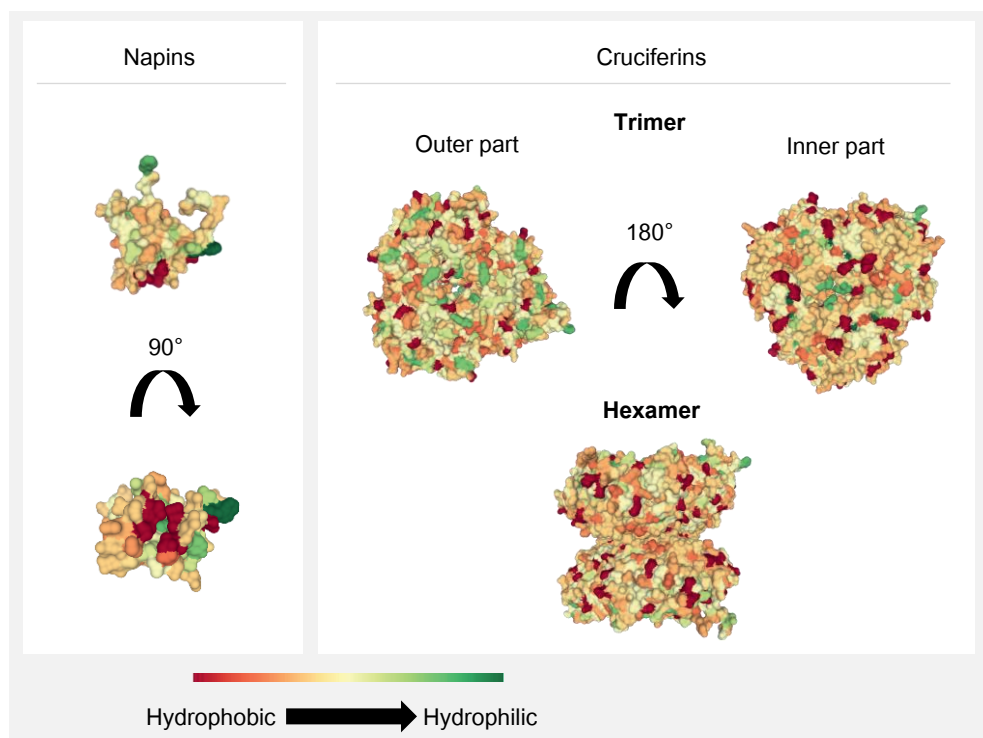 Napins
90°
Cruciferins
Trimer
Outer part
Inner part
180°
Hexamer
Hydrophobic
Hydrophilic